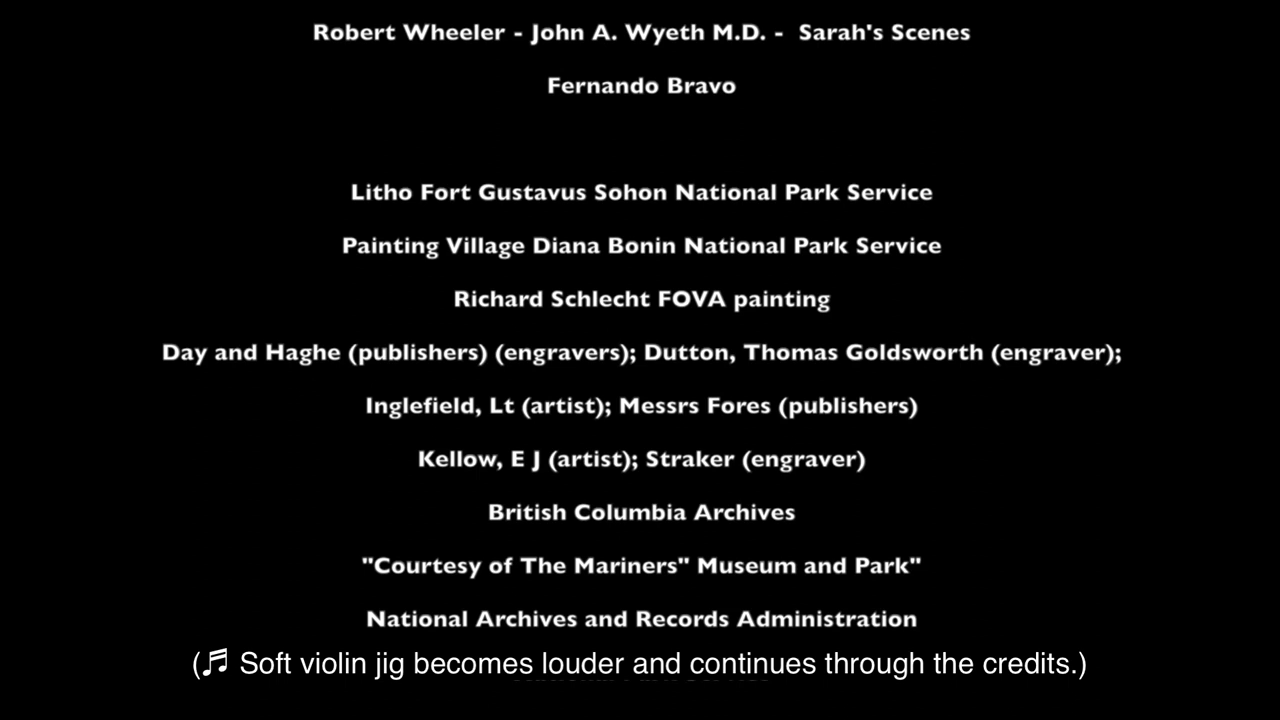 Robert Wheeler - John A. Wyeth M.D. - Sarah's Scenes
Fernando Bravo
Litho Fort Gustavus Sohon National Park Service
Painting Village Diana Bonin National Park Service
Richard Schlecht FOVA painting
Day and Haghe (publishers) (engravers); Dutton, Thomas Goldsworth (engraver);
Inglefield, Lt (artist); Messrs Fores (publishers)
Kellow, E J (artist); Straker (engraver)
British Columbia Archives
"Courtesy of The Mariners" Museum and Park"
National Archives and Records Administration
(🎵 Soft violin jig becomes louder and continues through the credits.)